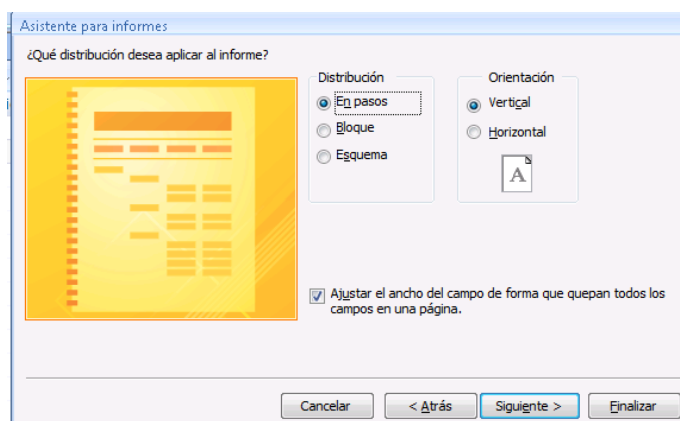 Asistente para informes
¿Qué distribución desea aplicar al informe?
Distribución
En pasos
Bloque
Esquema
Orientación
Vertical
Horizontal
A
Ajustar el ancho del campo de forma que quepan todos los
campos en una página.
Cancelar
< Atrás
Siguiente >
Finalizar